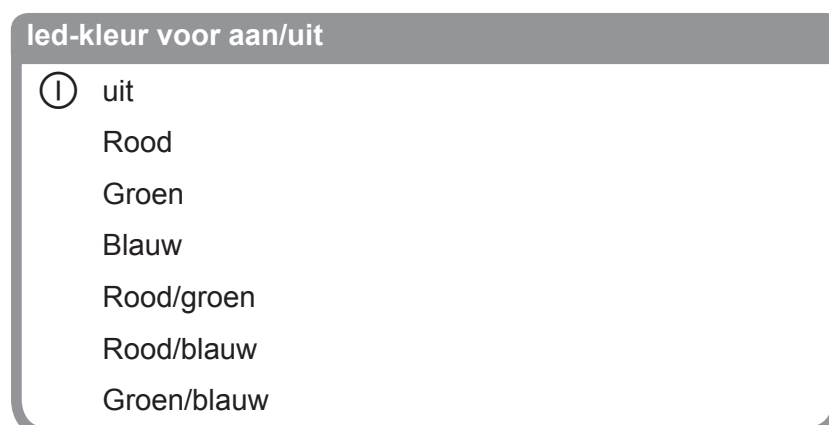 led-kleur voor aan/uit
uit
Rood
Groen
Blauw
Rood/groen
Rood/blauw
Groen/blauw